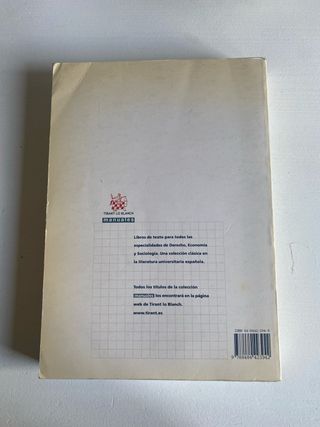 TIRANT LO BLANCH
manuales
Libros de texto para todas las
especialidades de Derecho, Economía
y Sociología. Una colección clásica en
la literatura universitaria española.
Todos los títulos de la colección
manuales los encontrará en la página
web de Tirant lo Blanch.
www.tirant.es